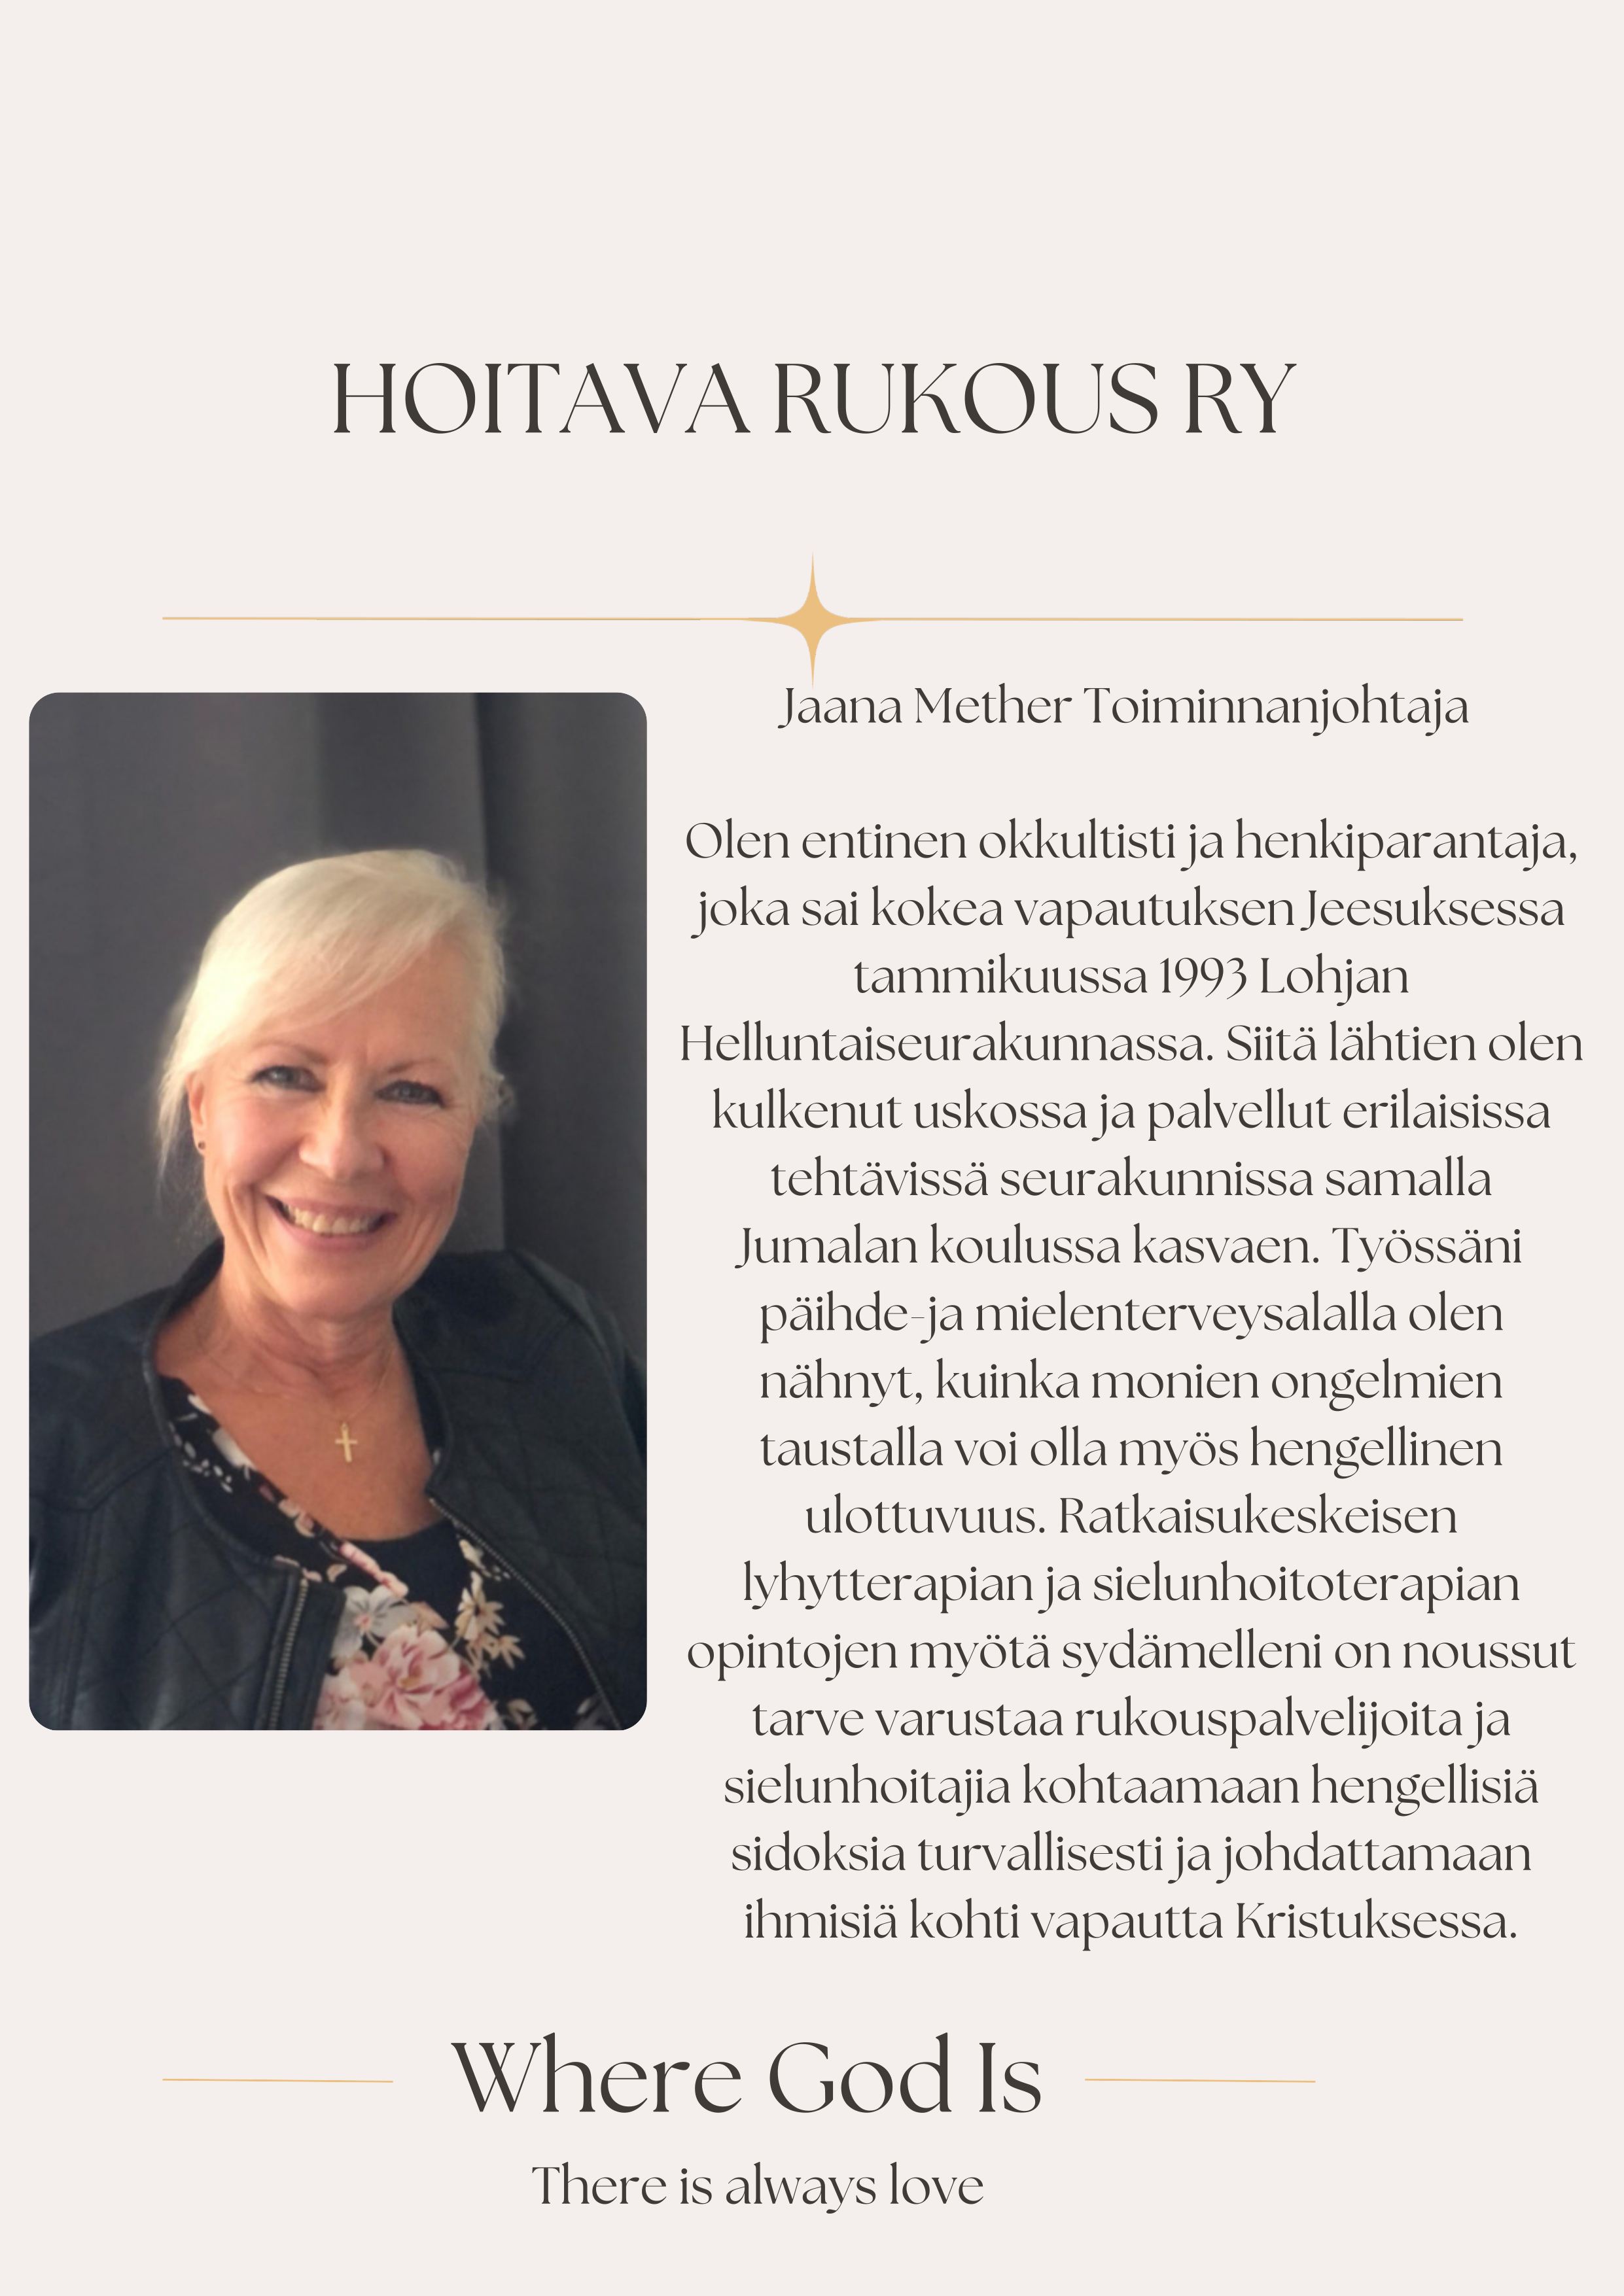 HOITAVA RUKOUS RY
Jaana Mether Toiminnanjohtaja
Olen entinen okkultisti ja henkiparantaja,
joka sai kokea vapautuksen Jeesuksessa
tammikuussa 1993 Lohjan
Helluntaiseurakunnassa. Siitä lähtien olen
kulkenut uskossa ja palvellut erilaisissa
tehtävissä seurakunnissa samalla
Jumalan koulussa kasvaen. Työssäni
päihde-ja mielenterveysalalla olen
nähnyt, kuinka monien ongelmien
taustalla voi olla myös hengellinen
ulottuvuus. Ratkaisukeskeisen
lyhytterapian ja sielunhoitoterapian
opintojen myötä sydämelleni on noussut
tarve varustaa rukouspalvelijoita ja
sielunhoitajia kohtaamaan hengellisiä
sidoksia turvallisesti ja johdattamaan
ihmisiä kohti vapautta Kristuksessa.
Where God Is
There is always love